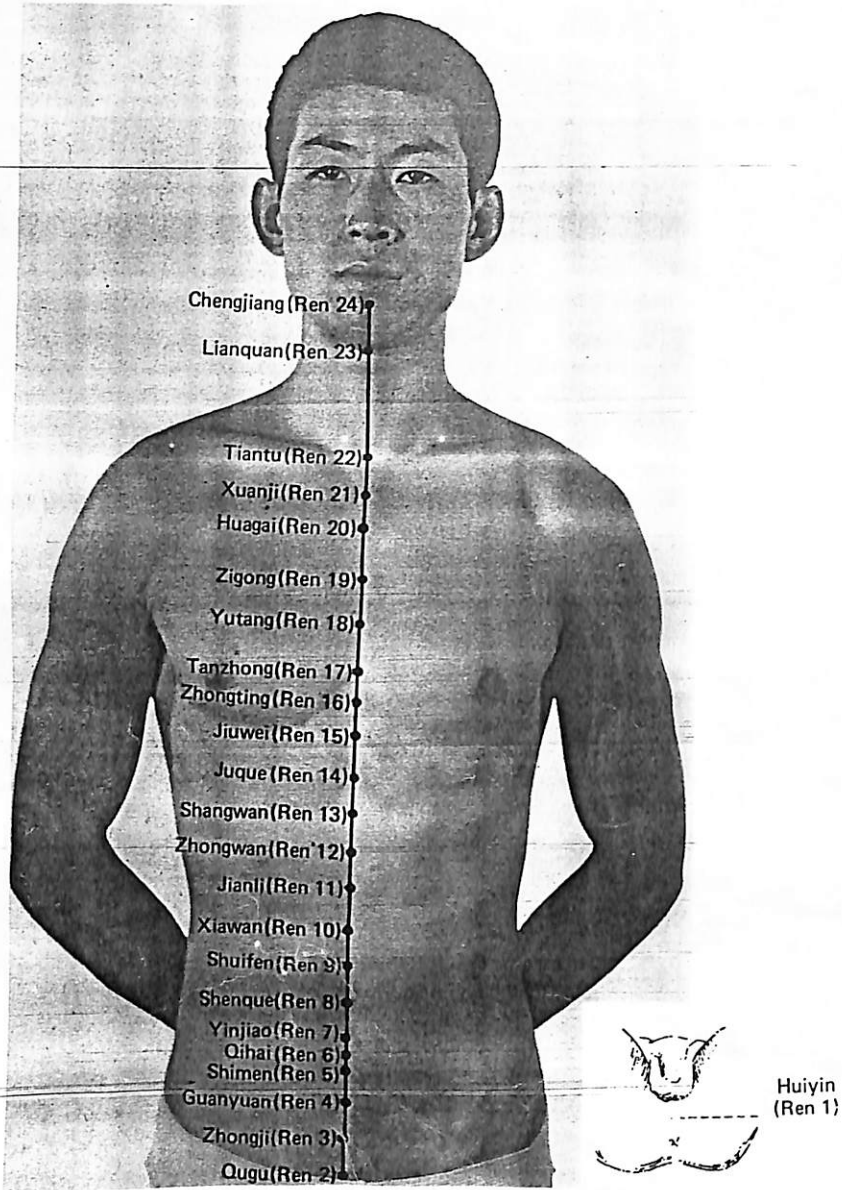 Chengjiang (Ren 24)
Lianquan (Ren 23)
Tiantu (Ren 22)
Xuanji (Ren 21)
Huagai (Ren 20)
Zigong (Ren 19)
Yutang (Ren 18)
Tanzhong (Ren 17)
Zhongting (Ren 16)
Jiuwei (Ren 15)
Juque (Ren 14)
Shangwan (Ren 13)
Zhongwan (Ren 12)
Jianli (Ren 11)
Xiawan (Ren 10)
Shuifen (Ren 9)
Shenque (Ren 8)
Yinjiao (Ren 7)
Qihai (Ren 6)
Shimen (Ren 5)
Guanyuan (Ren 4)
Zhongji (Ren 3)
Qugu (Ren 2)
Huiyin
(Ren 1)